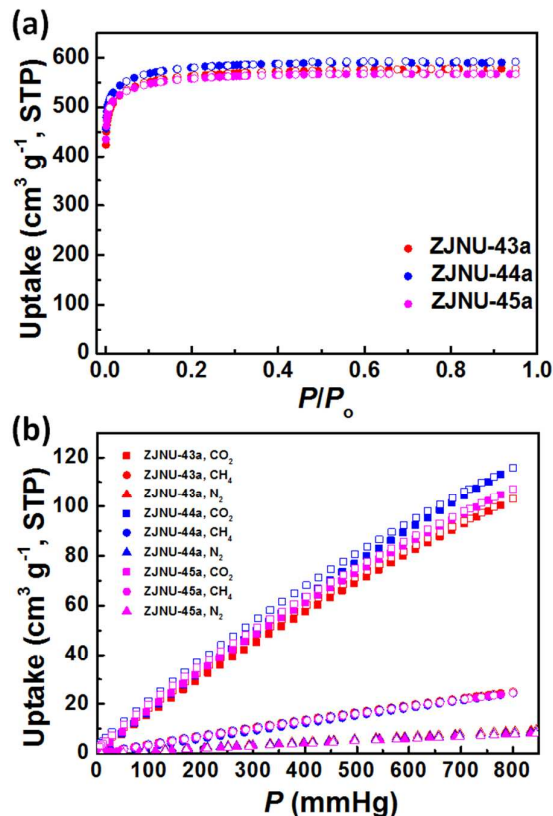 (a)
600
500
400
300
200
100
0
Uptake (cm³ g⁻¹, STP)
ZJNU-43a
ZJNU-44a
ZJNU-45a
0.0 0.2 0.4 0.6 0.8 1.0
P/Pₒ
(b)
120
100
80
60
40
20
0
Uptake (cm³ g⁻¹, STP)
ZJNU-43a, CO₂
ZJNU-43a, CH₄
ZJNU-43a, N₂
ZJNU-44a, CO₂
ZJNU-44a, CH₄
ZJNU-44a, N₂
ZJNU-45a, CO₂
ZJNU-45a, CH₄
ZJNU-45a, N₂
0 100 200 300 400 500 600 700 800
P (mmHg)